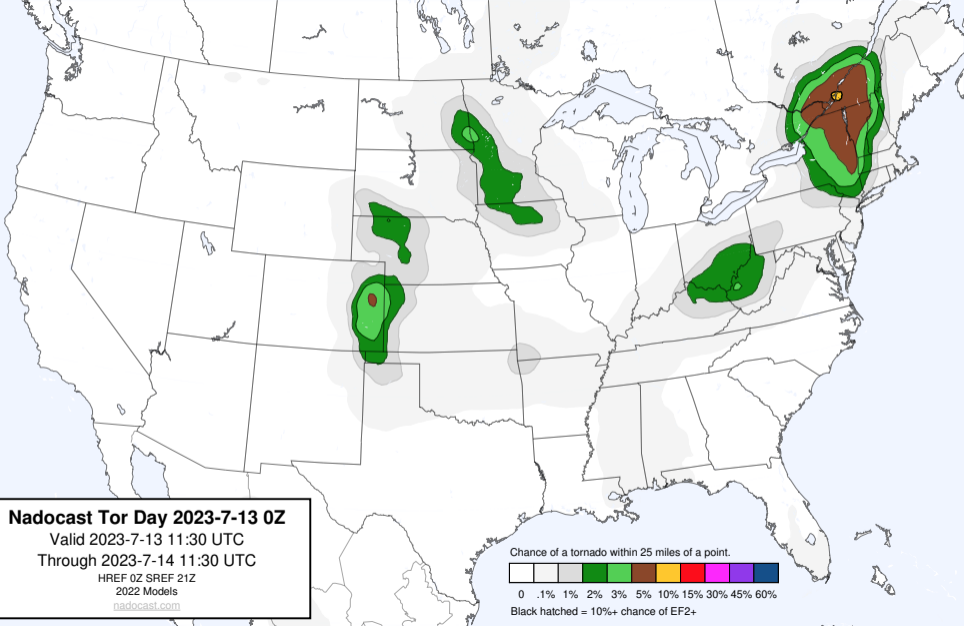 Nadocast Tor Day 2023-7-13 0Z
Valid 2023-7-13 11:30 UTC
Through 2023-7-14 11:30 UTC
HREF 0Z SREF 21Z
2022 Models
nadocast.com
Chance of a tornado within 25 miles of a point.
0 .1% 1% 2% 3% 5% 10% 15% 30% 45% 60%
Black hatched = 10%+ chance of EF2+